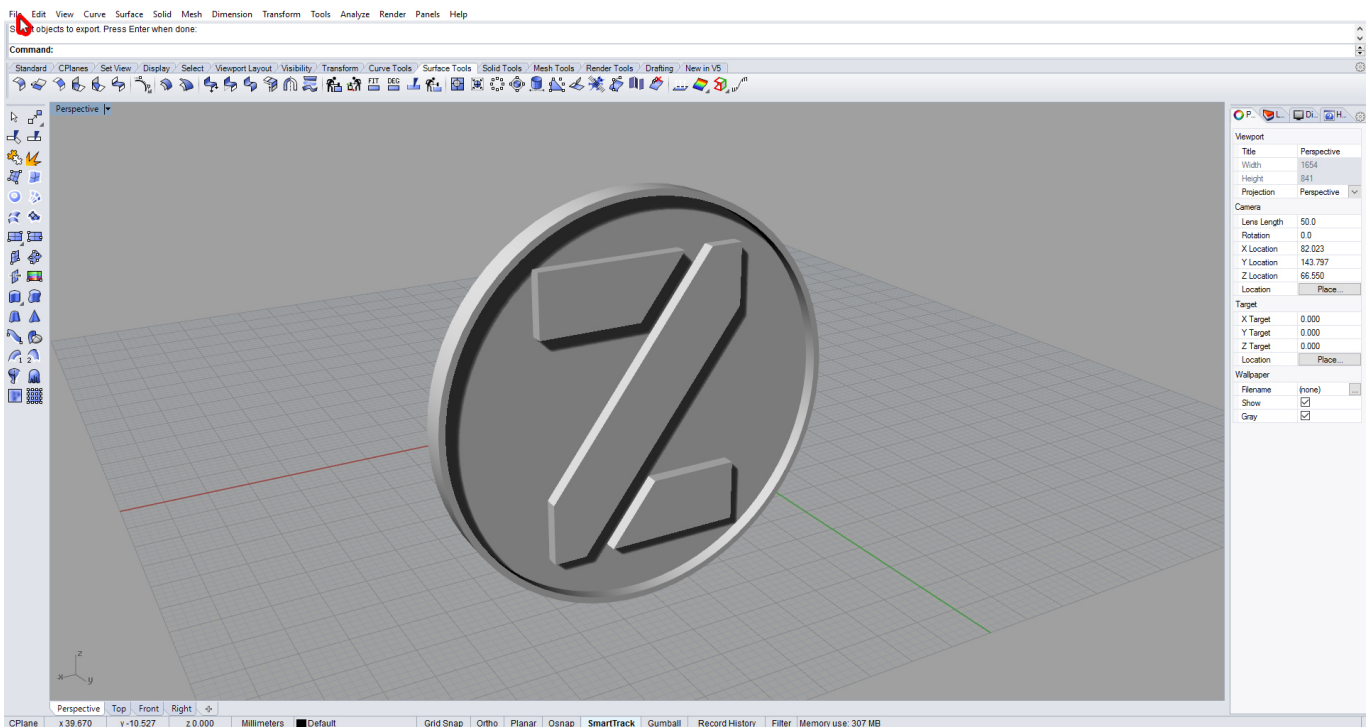 File Edit View Curve Surface Solid Mesh Dimension Transform Tools Analyze Render Panels Help
objects to export. Press Enter when done:
Command:
Standard CPlanes Set View Display Select Viewport Layout Visibility Transform Curve Tools Surface Tools Solid Tools Mesh Tools Render Tools Drafting New in V5
FIT DEG
Perspective
P... L... Di... H...
Viewport
Title Perspective
Width 1654
Height 841
Projection Perspective
Camera
Lens Length 50.0
Rotation 0.0
X Location 82.023
Y Location 143.797
Z Location 66.550
Location Place...
Target
X Target 0.000
Y Target 0.000
Z Target 0.000
Location Place...
Wallpaper
Filename (none) ...
Show
Gray
1 2
z
x y
Perspective Top Front Right
CPlane x 39.670 y -10.527 z 0.000 Millimeters Default Grid Snap Ortho Planar Osnap SmartTrack Gumball Record History Filter Memory use: 307 MB